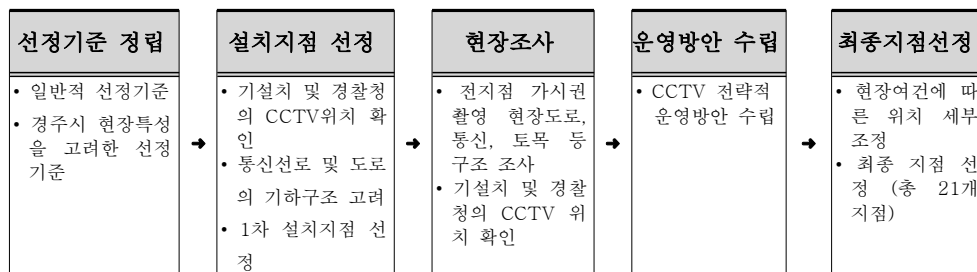 선정기준 정립
• 일반적 선정기준
• 경주시 현장특성
을 고려한 선정
기준
➜
설치지점 선정
• 기설치 및 경찰청
의 CCTV위치 확
인
• 통신선로 및 도로
의 기하구조 고려
• 1차 설치지점 선
정
➜
현장조사
• 전지점 가시권
촬영 현장도로,
통신, 토목 등
구조 조사
• 기설치 및 경찰
청의 CCTV 위
치 확인
➜
운영방안 수립
• CCTV 전략적
운영방안 수립
➜
최종지점선정
• 현장여건에 따
른 위치 세부
조정
• 최종 지점 선
정 (총 21개
지점)